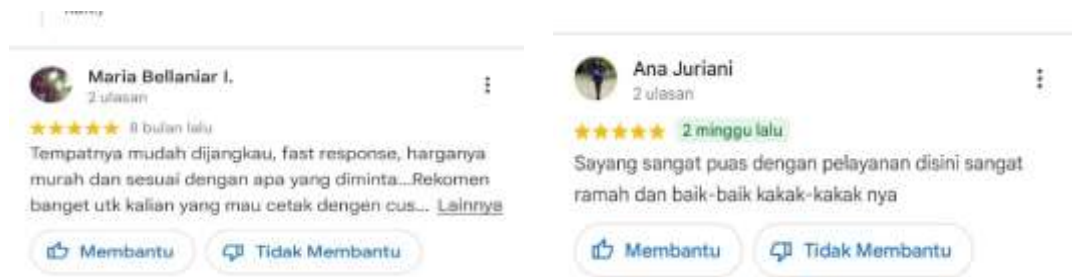 Maria Bellaniar I.
2 ulasan
8 bulan lalu
Tempatnya mudah dijangkau, fast response, harganya
murah dan sesuai dengan apa yang diminta...Rekomen
banget utk kalian yang mau cetak dengen cus... Lainnya
Membantu
Tidak Membantu
Ana Juriani
2 ulasan
2 minggu lalu
Sayang sangat puas dengan pelayanan disini sangat
ramah dan baik-baik kakak-kakak nya
Membantu
Tidak Membantu